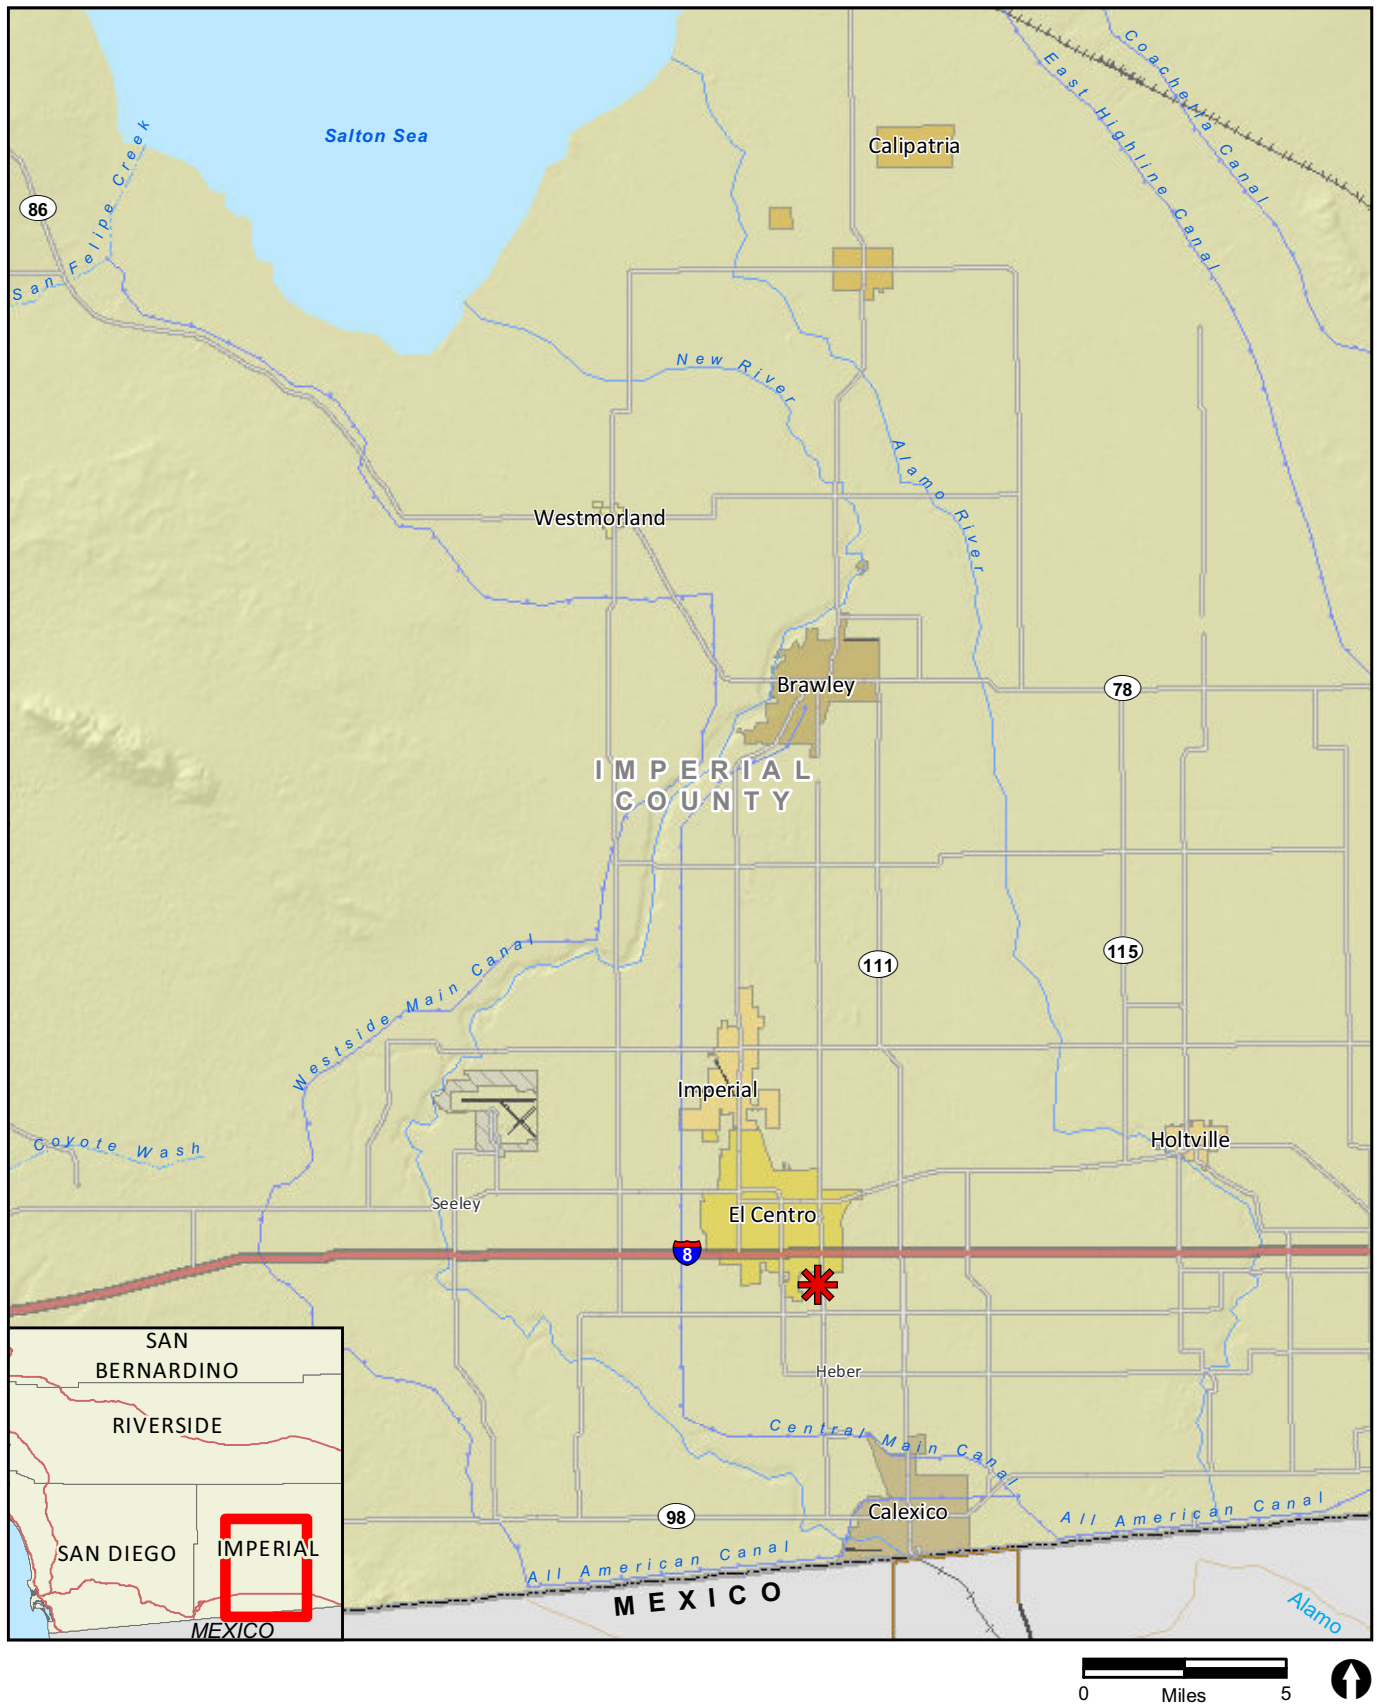 Coachella Canal
East Highline Canal
Salton Sea
San Felipe Creek
Calipatria
86
New River
Alamo River
Westmorland
Brawley
78
IMPERIAL
COUNTY
Westside Main Canal
111
115
Imperial
Coyote Wash
Holtville
Seeley
El Centro
8
Heber
Central Main Canal
98
Calexico
All American Canal
All American Canal
MEXICO
Alamo
SAN
BERNARDINO
RIVERSIDE
SAN DIEGO
IMPERIAL
MEXICO
0 Miles 5